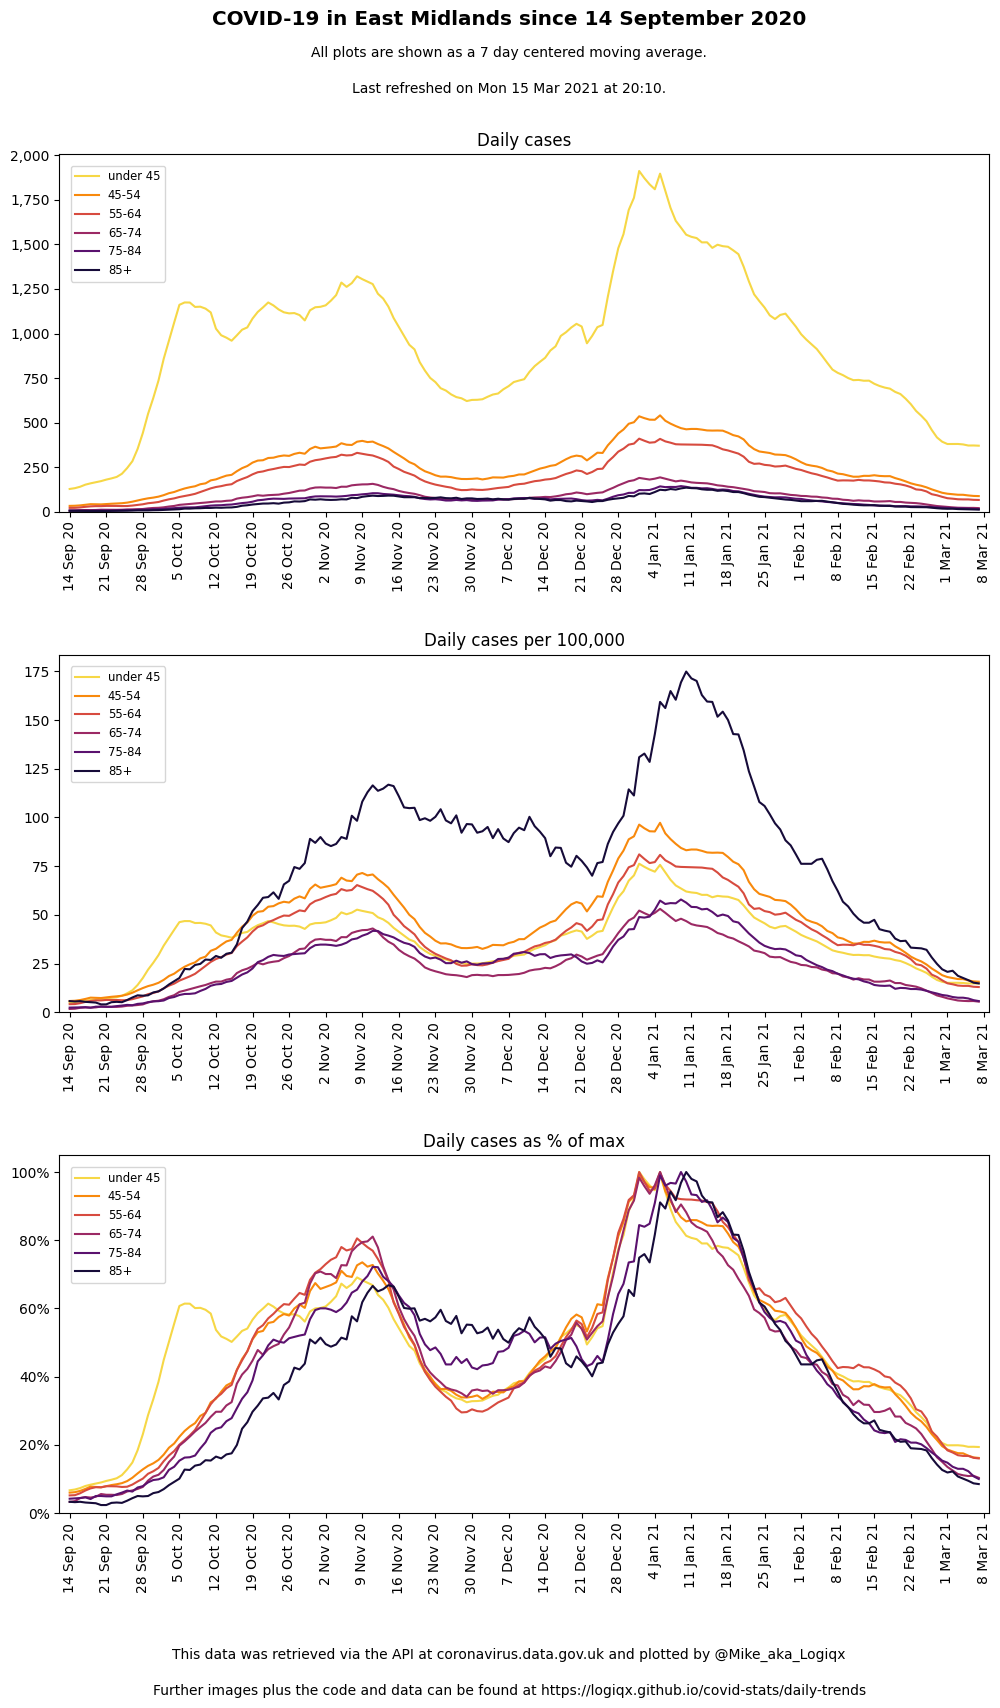 COVID-19 in East Midlands since 14 September 2020
All plots are shown as a 7 day centered moving average.
Last refreshed on Mon 15 Mar 2021 at 20:10.
Daily cases
2,000
1,750
1,500
1,250
1,000
750
500
250
0
under 45
45-54
55-64
65-74
75-84
85+
14 Sep 20
21 Sep 20
28 Sep 20
5 Oct 20
12 Oct 20
19 Oct 20
26 Oct 20
2 Nov 20
9 Nov 20
16 Nov 20
23 Nov 20
30 Nov 20
7 Dec 20
14 Dec 20
21 Dec 20
28 Dec 20
4 Jan 21
11 Jan 21
18 Jan 21
25 Jan 21
1 Feb 21
8 Feb 21
15 Feb 21
22 Feb 21
1 Mar 21
8 Mar 21
Daily cases per 100,000
175
150
125
100
75
50
25
0
under 45
45-54
55-64
65-74
75-84
85+
14 Sep 20
21 Sep 20
28 Sep 20
5 Oct 20
12 Oct 20
19 Oct 20
26 Oct 20
2 Nov 20
9 Nov 20
16 Nov 20
23 Nov 20
30 Nov 20
7 Dec 20
14 Dec 20
21 Dec 20
28 Dec 20
4 Jan 21
11 Jan 21
18 Jan 21
25 Jan 21
1 Feb 21
8 Feb 21
15 Feb 21
22 Feb 21
1 Mar 21
8 Mar 21
Daily cases as % of max
100%
80%
60%
40%
20%
0%
under 45
45-54
55-64
65-74
75-84
85+
14 Sep 20
21 Sep 20
28 Sep 20
5 Oct 20
12 Oct 20
19 Oct 20
26 Oct 20
2 Nov 20
9 Nov 20
16 Nov 20
23 Nov 20
30 Nov 20
7 Dec 20
14 Dec 20
21 Dec 20
28 Dec 20
4 Jan 21
11 Jan 21
18 Jan 21
25 Jan 21
1 Feb 21
8 Feb 21
15 Feb 21
22 Feb 21
1 Mar 21
8 Mar 21
This data was retrieved via the API at coronavirus.data.gov.uk and plotted by @Mike_aka_Logiqx
Further images plus the code and data can be found at https://logiqx.github.io/covid-stats/daily-trends